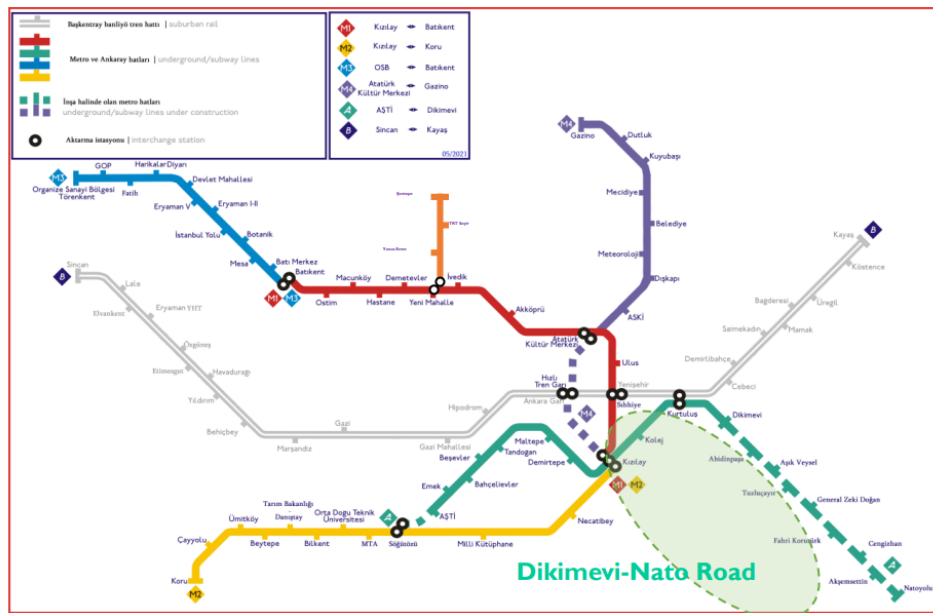 Başkentray banliyö tren hattı | suburban rail
Metro ve Ankaray hatları | underground/subway lines
İnşa halinde olan metro hatları
underground/subway lines under construction
Aktarma istasyonu | interchange station
M1 Kızılay Batıkent
M2 Kızılay Koru
M3 OSB Batıkent
M4 Atatürk Kültür Merkezi Gazino
A AŞTİ Dikimevi
B Sincan Kayaş
05/2021
M4
Gazino
Dutluk
Kuyubaşı
Mecidiye
Belediye
Meteoroloji
Dışkapı
ASKİ
M3
GOP
HarikalarDiyarı
Organize Sanayi Bölgesi
Törenkent
Fatih
Devlet Mahallesi
Eryaman V
Eryaman I-II
İstanbul Yolu
Botanik
Mesa
Batı Merkez
Batıkent
M1 M3
Macunköy
Demetevler
İvedik
Ostim
Hastane
Yeni Mahalle
Akköprü
Atatürk
Kültür Merkezi
Ulus
B
Kayaş
Köstence
Üreğil
Bağderesi
Mamak
Saimekadın
Demirlibahçe
Cebeci
B
Sincan
Lale
Elvankent
Eryaman YHT
Özgüneş
Etimesgut
Havadurağı
Yıldırım
Behiçbey
Marşandiz
Gazi
Gazi Mahallesi
Hipodrom
Hızlı
Tren Garı
Ankara Garı
Yenişehir
Sıhhiye
Kurtuluş
M4
Dikimevi
Kolej
Kızılay
M1 M2
Maltepe
Tandoğan
Beşevler
Demirtepe
Bahçelievler
Emek
AŞTİ
A
Abidinpaşa
Aşık Veysel
Tuzluçayır
General Zeki Doğan
Fahri Korutürk
Cengizhan
A
Akşemsettin
Natoyolu
Necatibey
Milli Kütüphane
Söğütözü
MTA
Orta Doğu Teknik
Üniversitesi
Bilkent
Tarım Bakanlığı
Danıştay
Beytepe
Ümitköy
Çayyolu
Koru
M2
Dikimevi-Nato Road